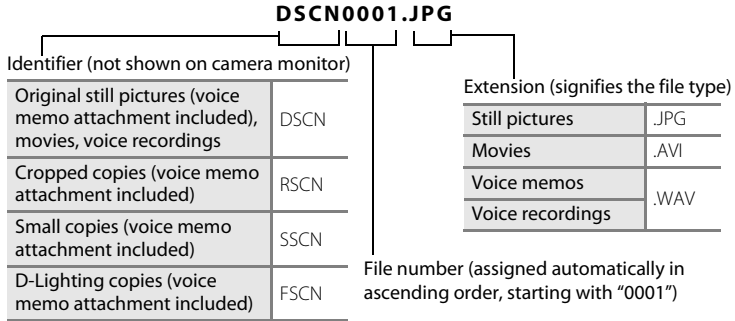 DSCN0001.JPG
Identifier (not shown on camera monitor)
Original still pictures (voice
memo attachment included),
movies, voice recordings
DSCN
Cropped copies (voice memo
attachment included)
RSCN
Small copies (voice memo
attachment included)
SSCN
D-Lighting copies (voice
memo attachment included)
FSCN
Extension (signifies the file type)
Still pictures
.JPG
Movies
.AVI
Voice memos
Voice recordings
.WAV
File number (assigned automatically in
ascending order, starting with “0001”)